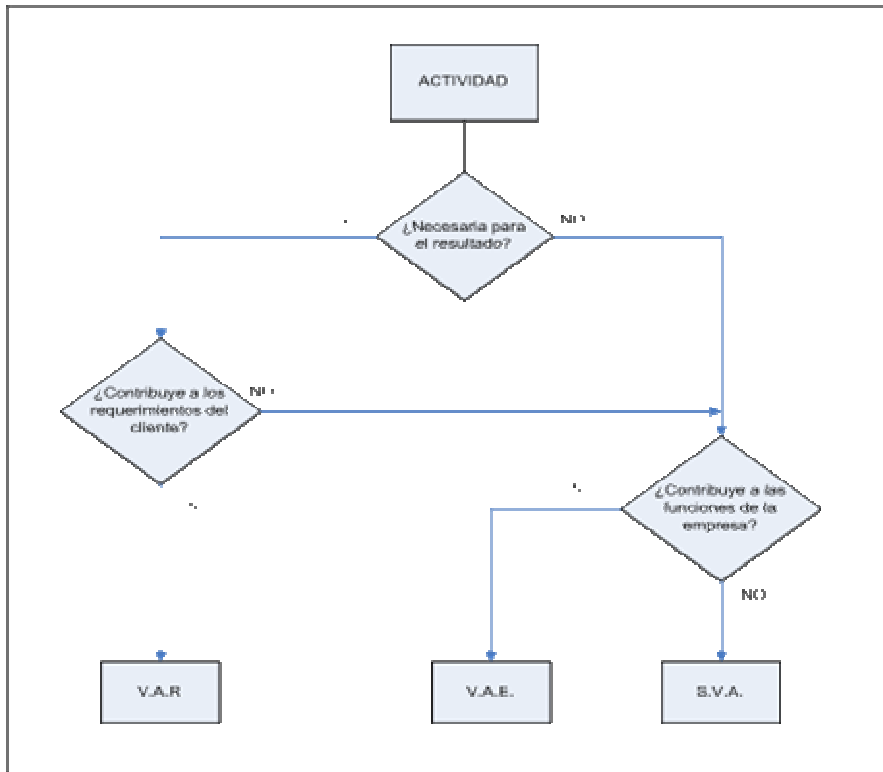 ACTIVIDAD
¿Necesaria para
el resultado?
NO
¿Contribuye a los
requerimientos del
cliente?
NO
¿Contribuye a las
funciones de la
empresa?
NO
V.A.R
V.A.E.
S.V.A.